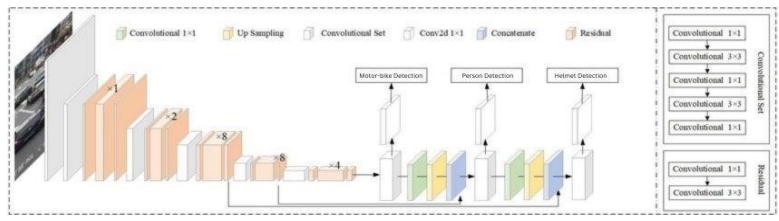 Convolutional 1×1
Up Sampling
Convolutional Set
Conv2d 1×1
Concatenate
Residual
Motor-bike Detection
Person Detection
Helmet Detection
×1
×2
×8
×8
×4
Convolutional 1×1
Convolutional 3×3
Convolutional 1×1
Convolutional 3×3
Convolutional 1×1
Convolutional Set
Convolutional 1×1
Convolutional 3×3
Residual